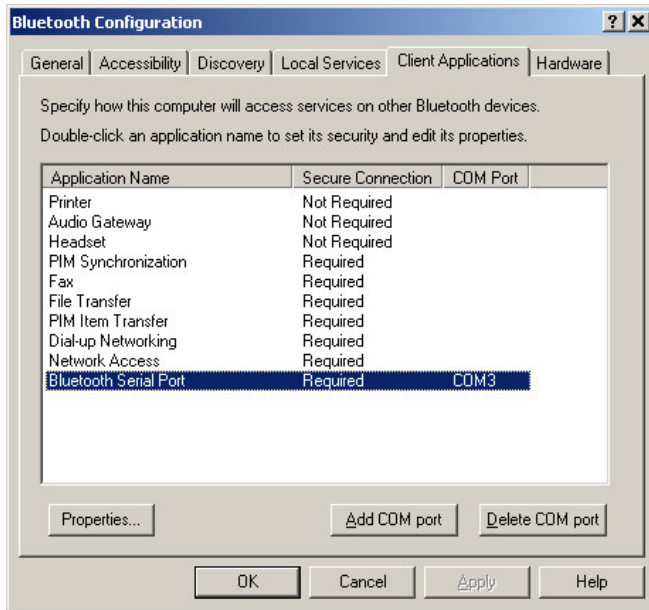 Bluetooth Configuration
General Accessibility Discovery Local Services Client Applications Hardware
Specify how this computer will access services on other Bluetooth devices.
Double-click an application name to set its security and edit its properties.
Application Name Secure Connection COM Port
Printer Not Required
Audio Gateway Not Required
Headset Not Required
PIM Synchronization Required
Fax Required
File Transfer Required
PIM Item Transfer Required
Dial-up Networking Required
Network Access Required
Bluetooth Serial Port Required COM3
Properties... Add COM port Delete COM port
OK Cancel Apply Help